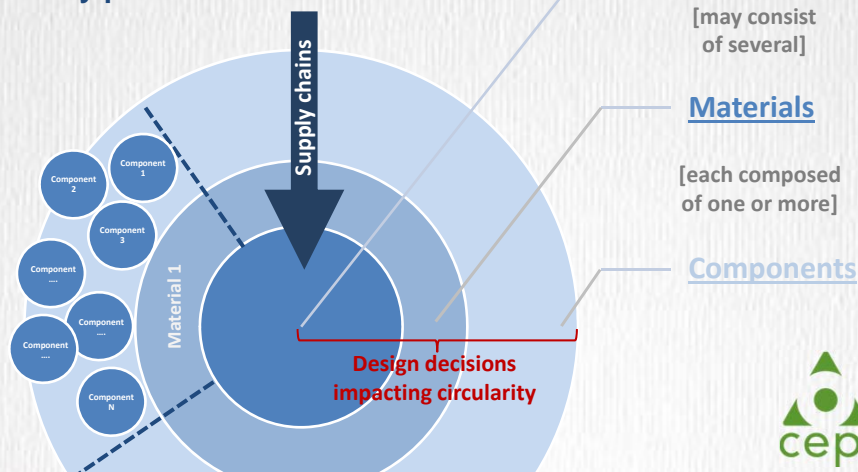 [may consist
of several]
Supply chains
Materials
Component
1
Component
2
[each composed
of one or more]
Component
3
Component
....
Components
Material 1
Component
....
Component
....
Design decisions
impacting circularity
Component
N
cep